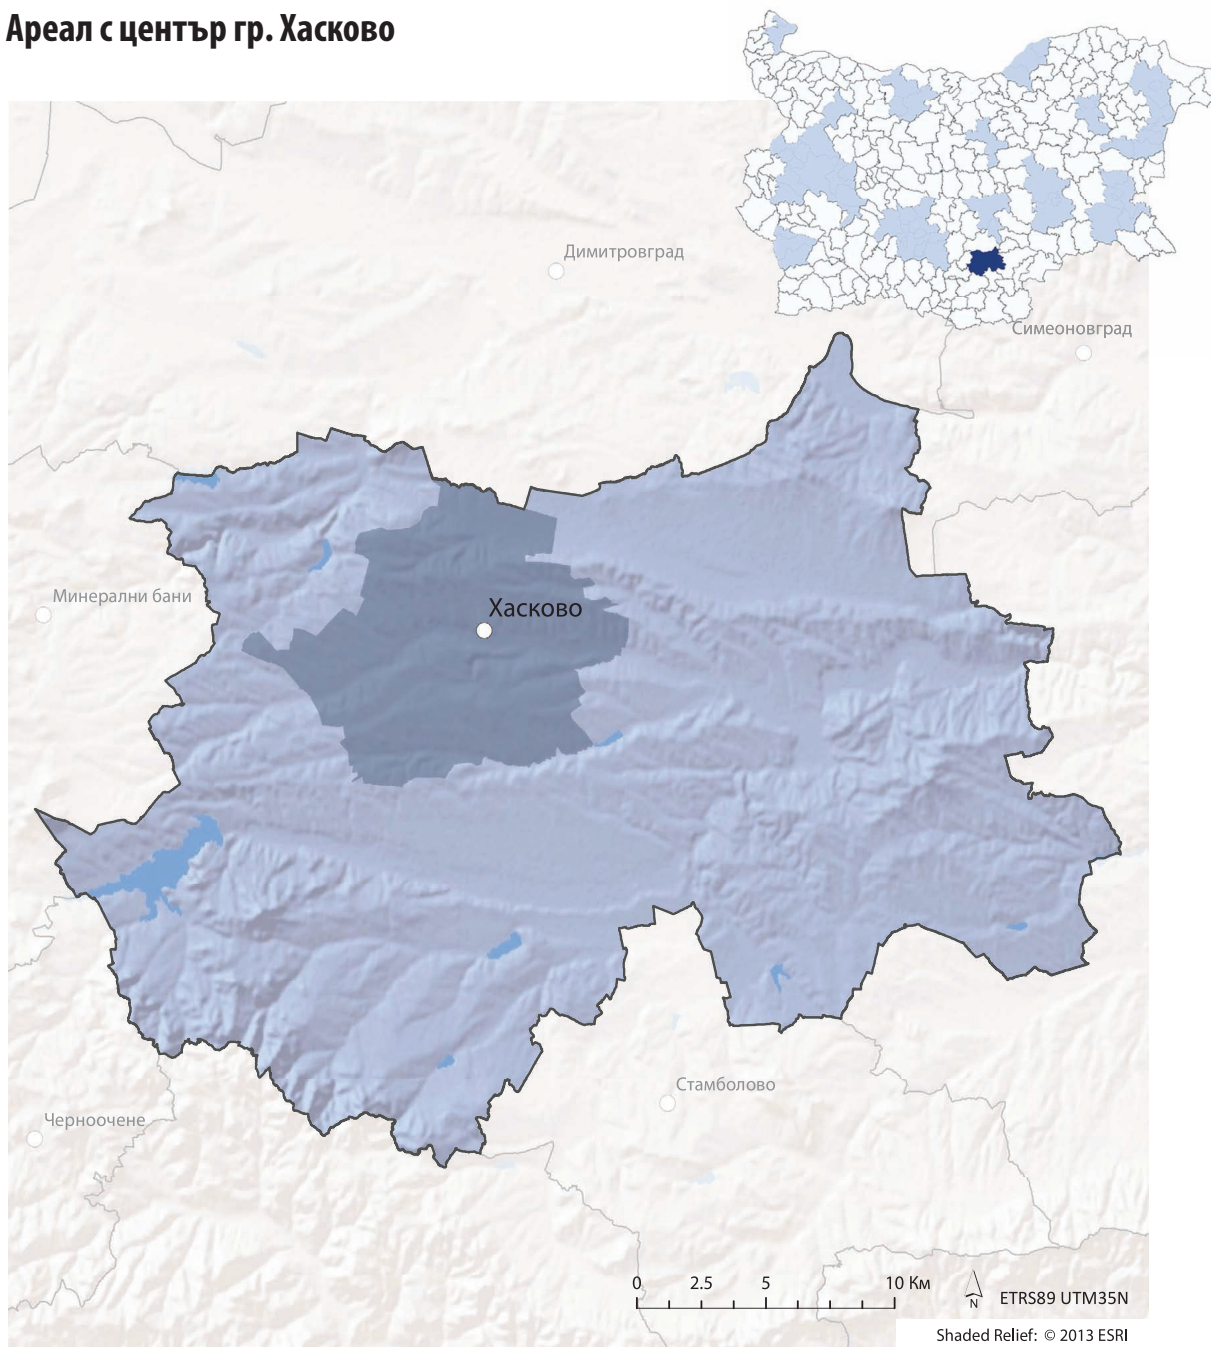 Ареал с център гр. Хасково
Димитровград
Симеоновград
Минерални бани
Хасково
Стамболово
Черноочене
0 2.5 5 10 Км
N
ETRS89 UTM35N
Shaded Relief: © 2013 ESRI